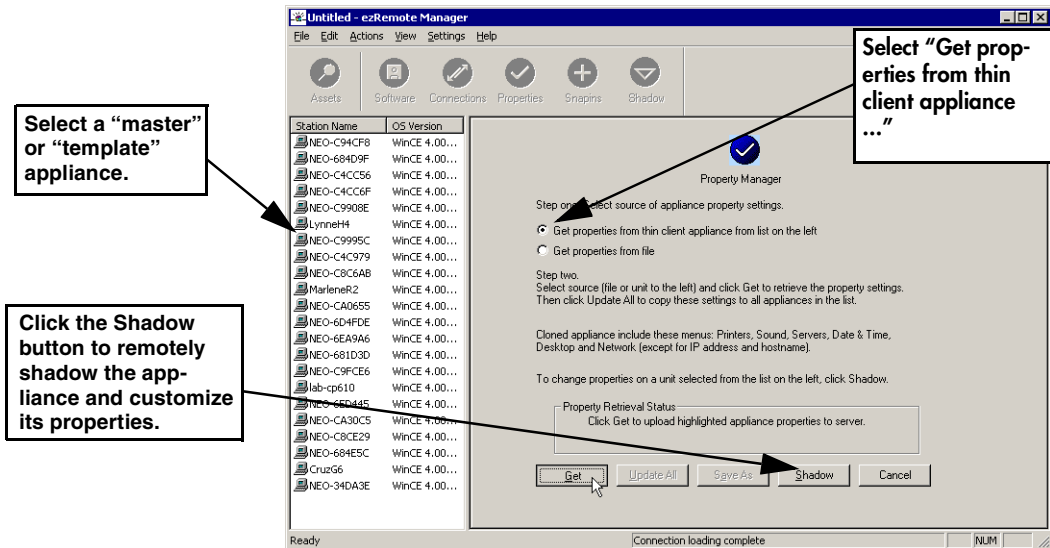 Untitled - ezRemote Manager
File Edit Actions View Settings Help
Assets Software Connections Properties Snapins Shadow
Select "Get prop-
erties from thin
client appliance
..."
Select a "master"
or "template"
appliance.
Click the Shadow
button to remotely
shadow the app-
liance and customize
its properties.
Station Name OS Version
NEO-C94CF8 WinCE 4.00...
NEO-684D9F WinCE 4.00...
NEO-C4CC56 WinCE 4.00...
NEO-C4CC6F WinCE 4.00...
NEO-C9908E WinCE 4.00...
LynneH4 WinCE 4.00...
NEO-C9995C WinCE 4.00...
NEO-C4C979 WinCE 4.00...
NEO-C8C6AB WinCE 4.00...
MarleneR2 WinCE 4.00...
NEO-CA0655 WinCE 4.00...
NEO-6D4FDE WinCE 4.00...
NEO-6EA9A6 WinCE 4.00...
NEO-681D3D WinCE 4.00...
NEO-C9FCE6 WinCE 4.00...
lab-cp610 WinCE 4.00...
NEO-6ED445 WinCE 4.00...
NEO-CA30C5 WinCE 4.00...
NEO-C8CE29 WinCE 4.00...
NEO-684E5C WinCE 4.00...
CruzG6 WinCE 4.00...
NEO-34DA3E WinCE 4.00...
Property Manager
Step one. Select source of appliance property settings.
Get properties from thin client appliance from list on the left
Get properties from file
Step two.
Select source (file or unit to the left) and click Get to retrieve the property settings.
Then click Update All to copy these settings to all appliances in the list.
Cloned appliance include these menus: Printers, Sound, Servers, Date & Time,
Desktop and Network (except for IP address and hostname).
To change properties on a unit selected from the list on the left, click Shadow.
Property Retrieval Status
Click Get to upload highlighted appliance properties to server.
Get Update All Save As Shadow Cancel
Ready Connection loading complete NUM